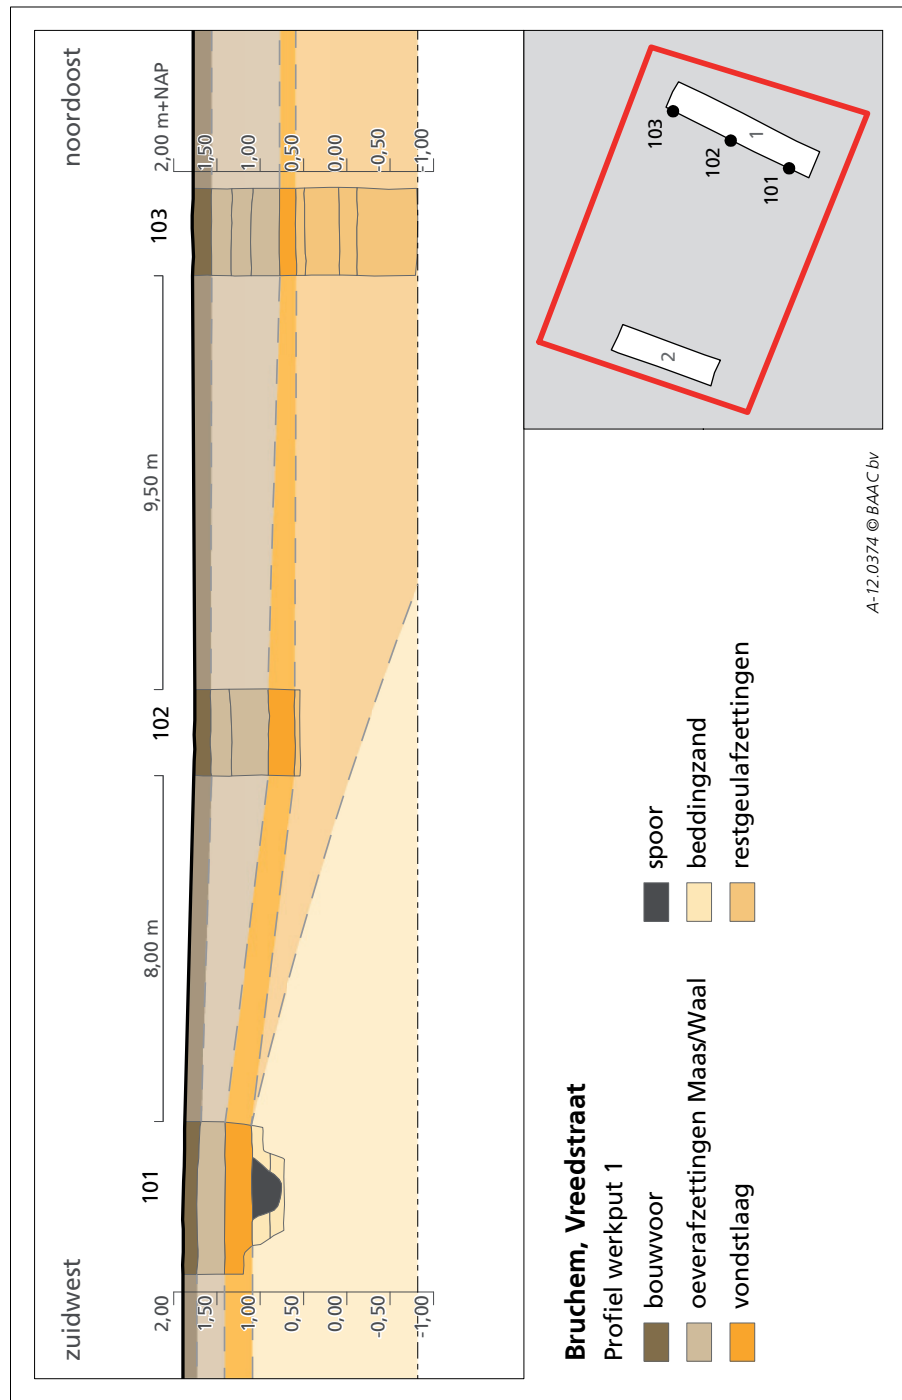 zuidwest
noordoost
101
8,00 m
102
9,50 m
103
2,00
1,50
1,00
0,50
0,00
-0,50
-1,00
2,00 m+NAP
1,50
1,00
0,50
0,00
-0,50
-1,00
Bruchem, Vreedstraat
Profiel werkput 1
bouwvoor
oeverafzettingen Maas/Waal
vondstlaag
spoor
beddingzand
restgeulafzettingen
2
1
101
102
103
A-12.0374 © BAAC bv